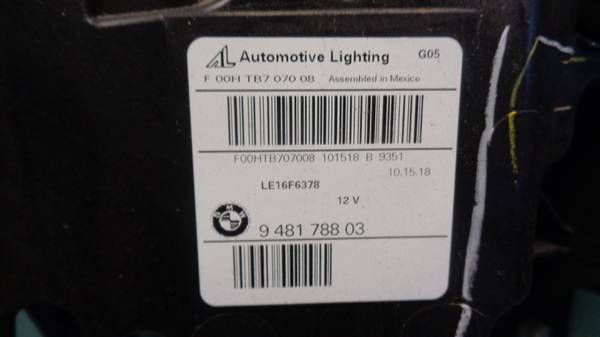 AL Automotive Lighting G05
F 00H TB7 070 08 Assembled in Mexico
F00HTB707008 101518 B 9351
10.15.18
LE16F6378
12 V
BMW
9 481 788 03